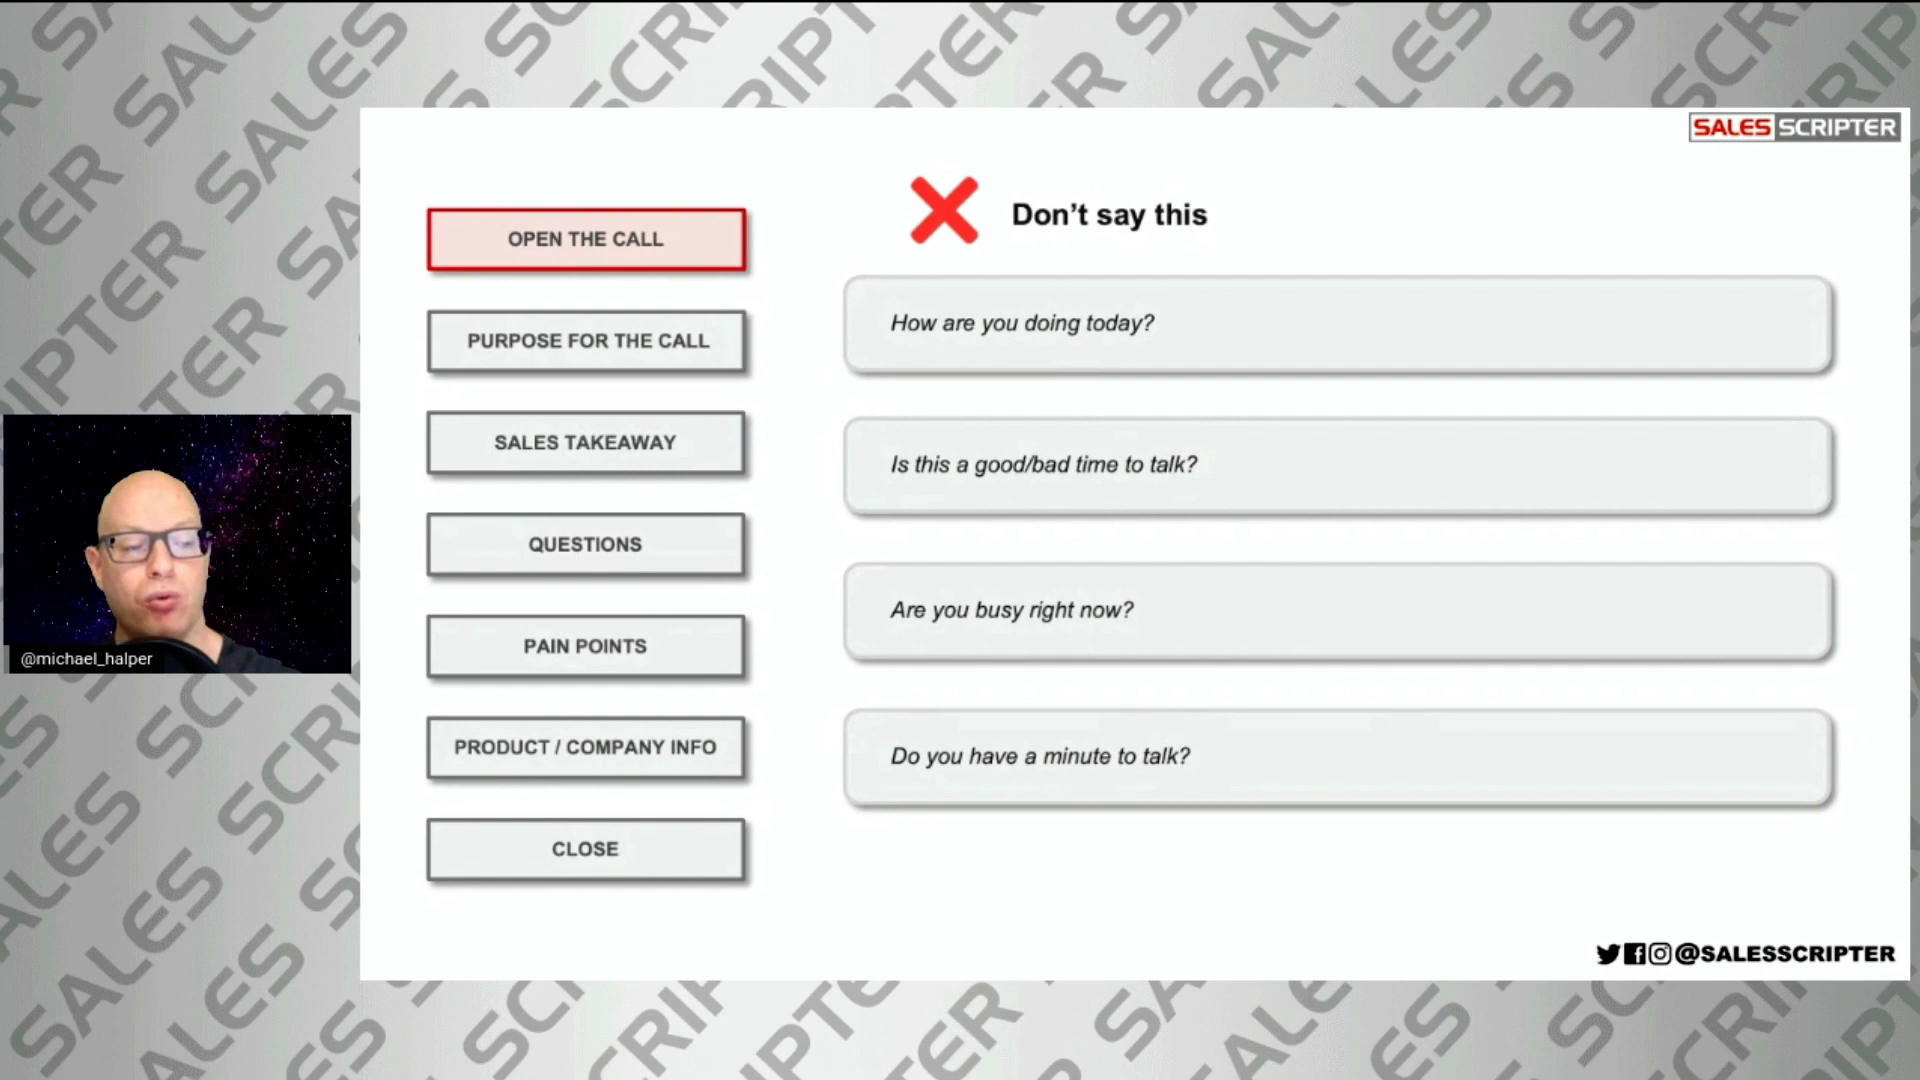 SALES SCRIPTER
OPEN THE CALL
PURPOSE FOR THE CALL
SALES TAKEAWAY
QUESTIONS
PAIN POINTS
PRODUCT / COMPANY INFO
CLOSE
Don’t say this
How are you doing today?
Is this a good/bad time to talk?
Are you busy right now?
Do you have a minute to talk?
@michael_halper
@SALESSCRIPTER